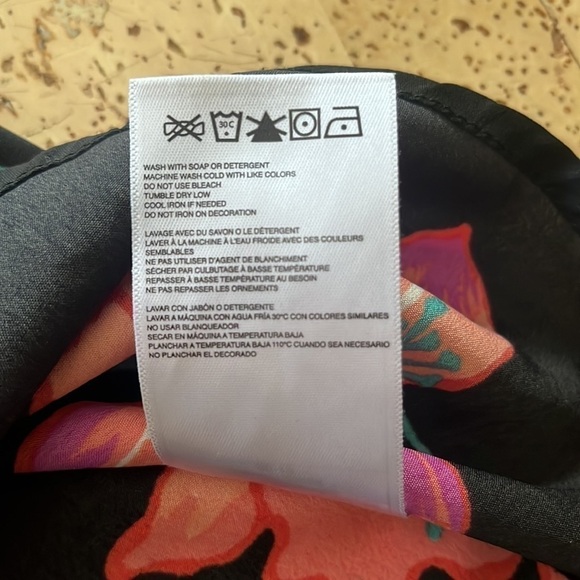 30 C
WASH WITH SOAP OR DETERGENT
MACHINE WASH COLD WITH LIKE COLORS
DO NOT USE BLEACH
TUMBLE DRY LOW
COOL IRON IF NEEDED
DO NOT IRON ON DECORATION
LAVAGE AVEC DU SAVON O LE DÉTERGENT
LAVER À LA MACHINE À L'EAU FROIDE AVEC DES COULEURS
SEMBLABLES
NE PAS UTILISER D'AGENT DE BLANCHIMENT
SÉCHER PAR CULBUTAGE À BASSE TEMPÉRATURE
REPASSER À BASSE TEMPÉRATURE AU BESOIN
NE PAS REPASSER LES ORNEMENTS
LAVAR CON JABÓN O DETERGENTE
LAVAR A MÁQUINA CON AGUA FRÍA 30°C CON COLORES SIMILARES
NO USAR BLANQUEADOR
SECAR EN MÁQUINA A TEMPERATURA BAJA
PLANCHAR A TEMPERATURA BAJA 110°C CUANDO SEA NECESARIO
NO PLANCHAR EL DECORADO